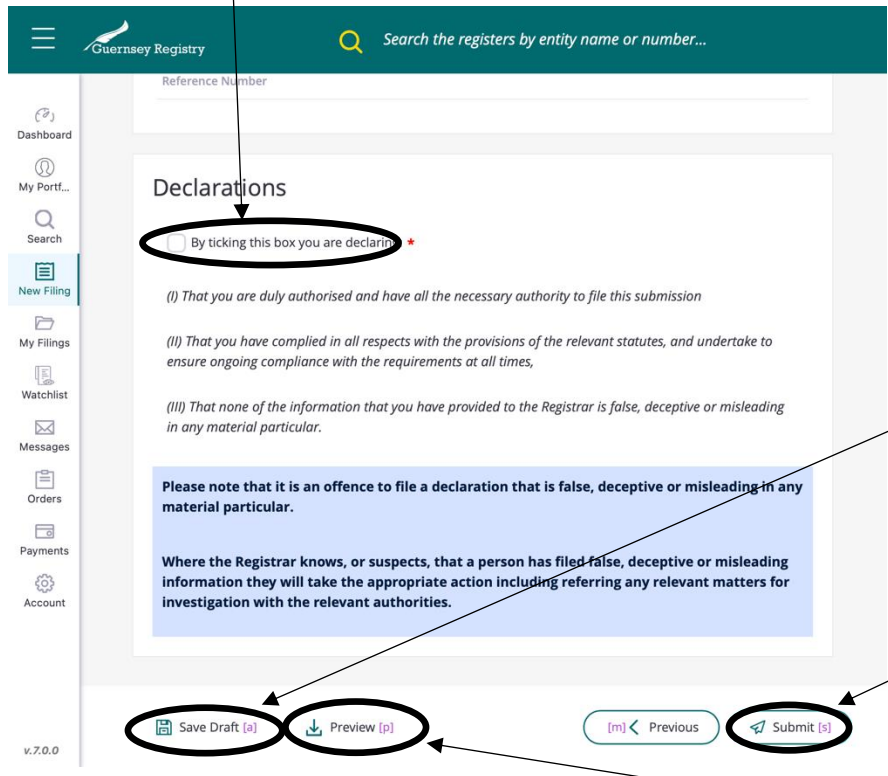 Guernsey Registry
Search the registers by entity name or number...
Reference Number
Dashboard
My Portf...
Search
New Filing
My Filings
Watchlist
Messages
Orders
Payments
Account
v.7.0.0
Declarations
By ticking this box you are declarin *
(I) That you are duly authorised and have all the necessary authority to file this submission
(II) That you have complied in all respects with the provisions of the relevant statutes, and undertake to
ensure ongoing compliance with the requirements at all times,
(III) That none of the information that you have provided to the Registrar is false, deceptive or misleading
in any material particular.
Please note that it is an offence to file a declaration that is false, deceptive or misleading in any
material particular.
Where the Registrar knows, or suspects, that a person has filed false, deceptive or misleading
information they will take the appropriate action including referring any relevant matters for
investigation with the relevant authorities.
Save Draft [a]
Preview [p]
[m] Previous
Submit [s]